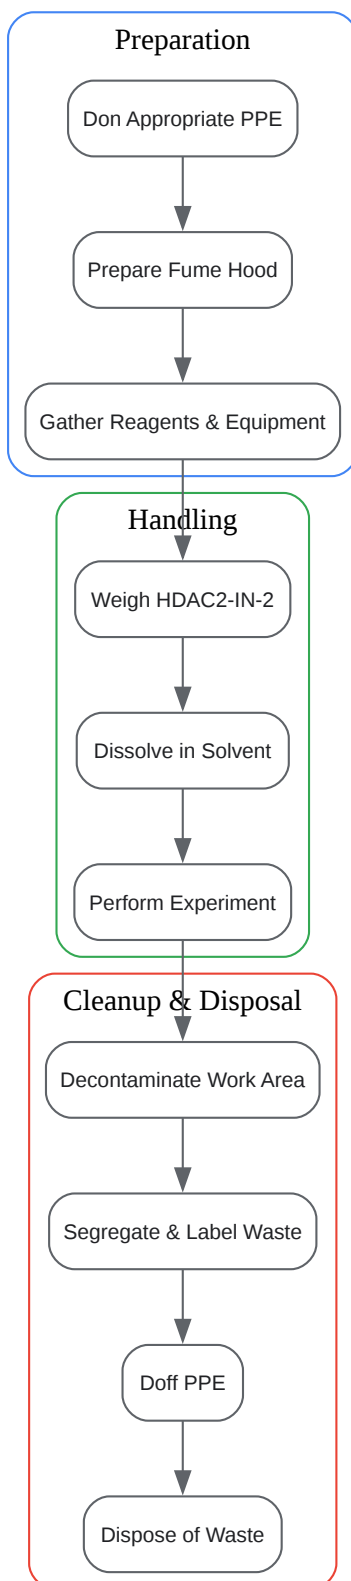 Preparation
Don Appropriate PPE
Prepare Fume Hood
Gather Reagents & Equipment
Handling
Weigh HDAC2-IN-2
Dissolve in Solvent
Perform Experiment
Cleanup & Disposal
Decontaminate Work Area
Segregate & Label Waste
Doff PPE
Dispose of Waste